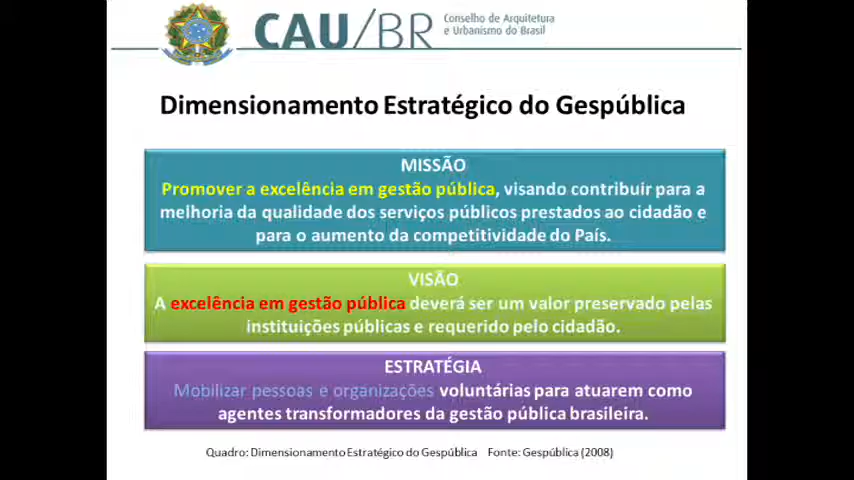 CAU/BR
Conselho de Arquitetura
e Urbanismo do Brasil
Dimensionamento Estratégico do Gespública
MISSÃO
Promover a excelência em gestão pública, visando contribuir para a
melhoria da qualidade dos serviços públicos prestados ao cidadão e
para o aumento da competitividade do País.
VISÃO
A excelência em gestão pública deverá ser um valor preservado pelas
instituições públicas e requerido pelo cidadão.
ESTRATÉGIA
Mobilizar pessoas e organizações voluntárias para atuarem como
agentes transformadores da gestão pública brasileira.
Quadro: Dimensionamento Estratégico do Gespública Fonte: Gespública (2008)